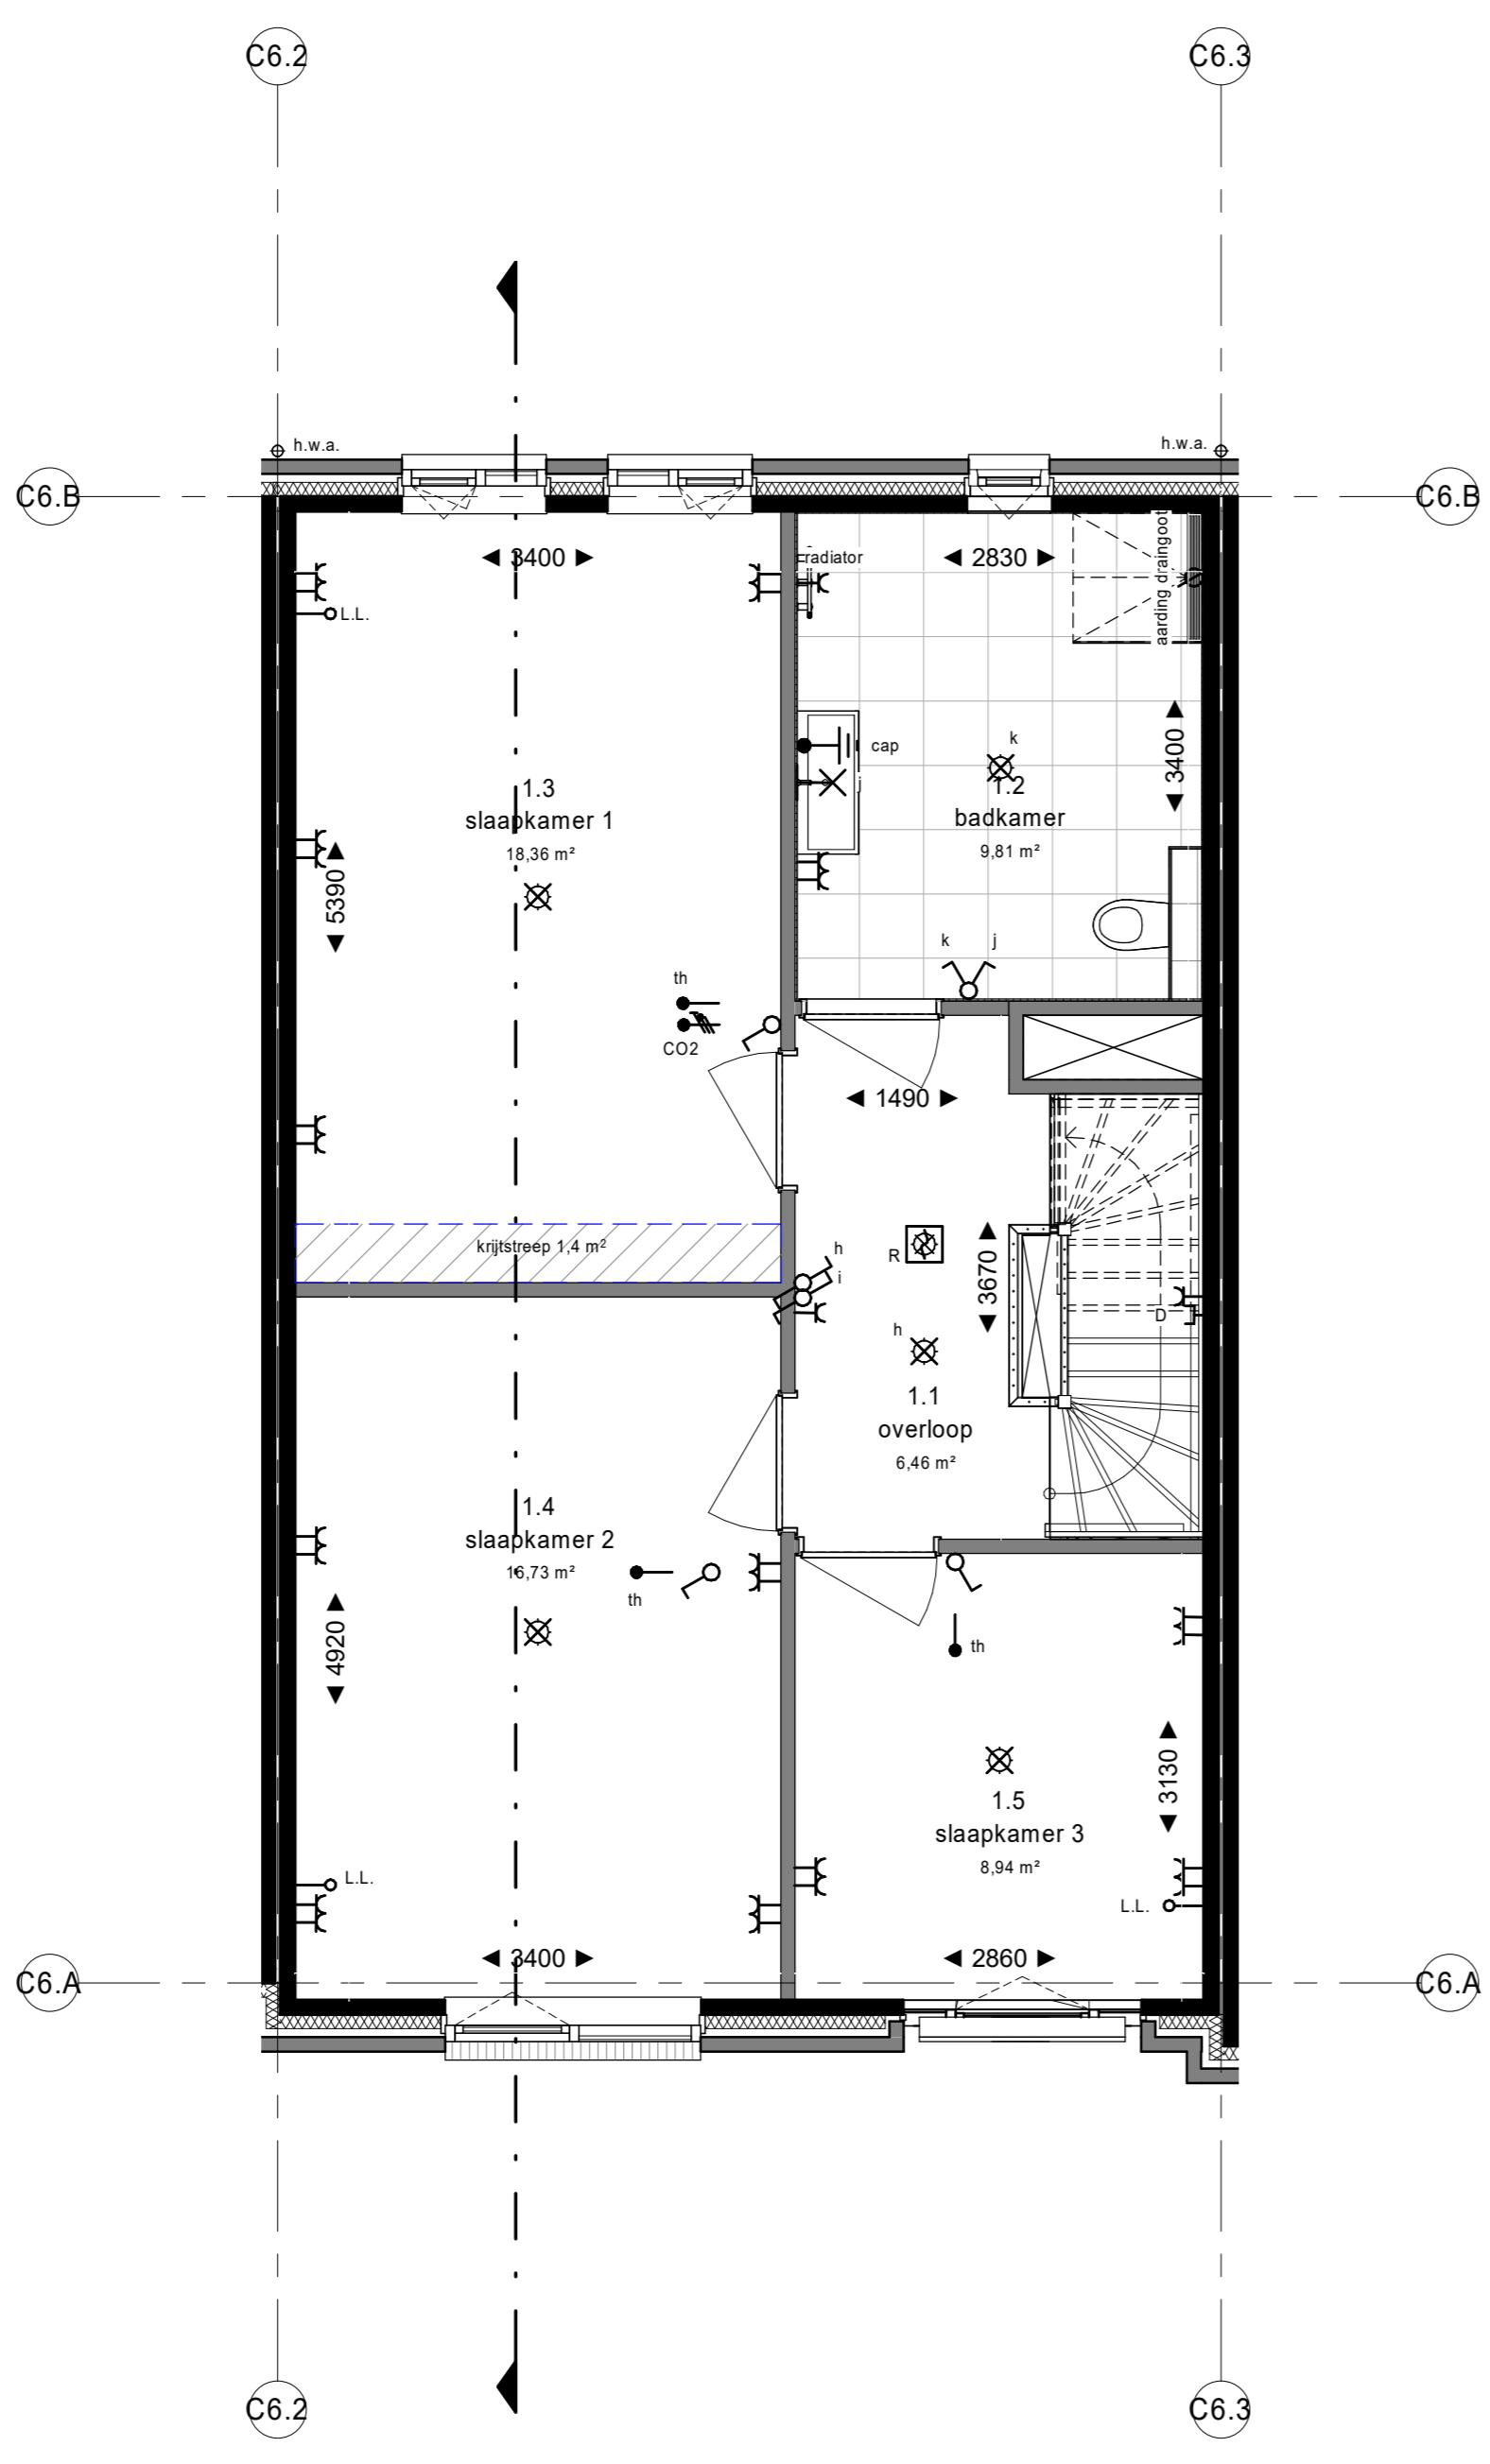 C6.2
C6.3
h.w.a.
h.w.a.
C6.B
C6.B
3400
radiator
2830
aarding draingoot
L.L.
3400
k
cap
j
1.3
slaapkamer 1
18,36 m²
1.2
badkamer
9,81 m²
5390
k
j
th
CO2
1490
krijtstreep 1,4 m²
h
i
R
3670
D
h
1.1
overloop
6,46 m²
1.4
slaapkamer 2
16,73 m²
th
4920
th
3130
1.5
slaapkamer 3
8,94 m²
L.L.
L.L.
3400
2860
C6.A
C6.A
C6.2
C6.3